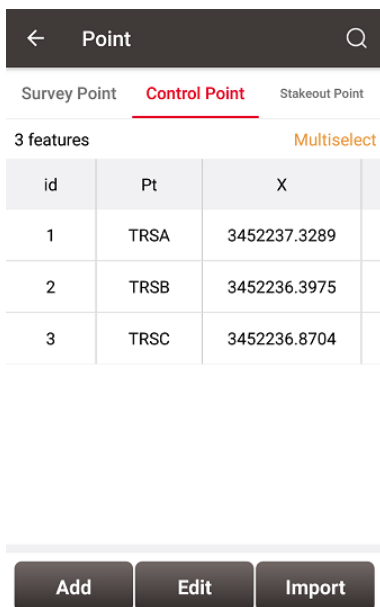 Point
Survey Point Control Point Stakeout Point
3 features Multiselect
id Pt X
1 TRSA 3452237.3289
2 TRSB 3452236.3975
3 TRSC 3452236.8704
Add Edit Import